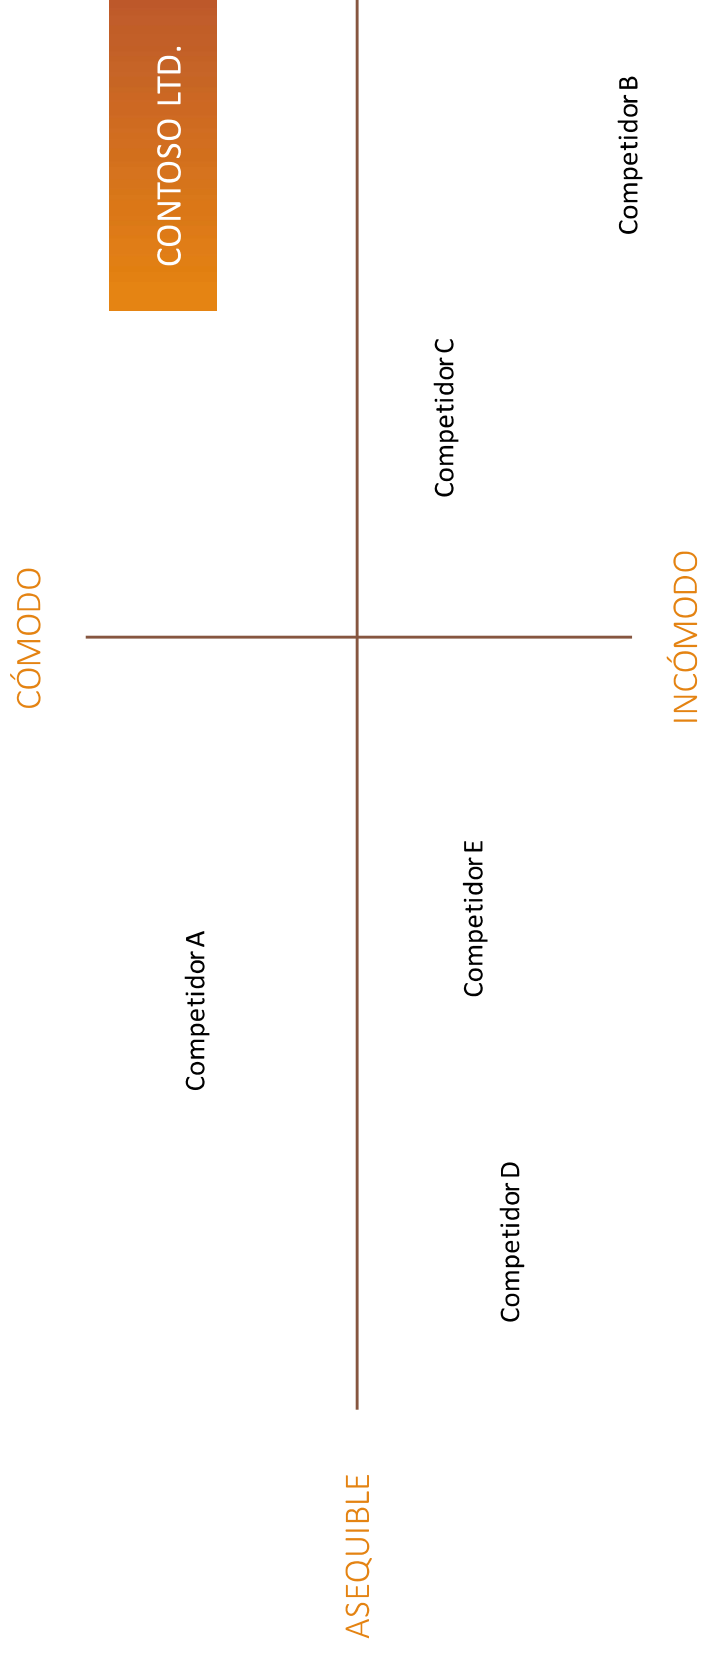 CÓMODO
CONTOSO LTD.
Competidor A
ASEQUIBLE
Competidor C
Competidor E
Competidor D
Competidor B
INCÓMODO